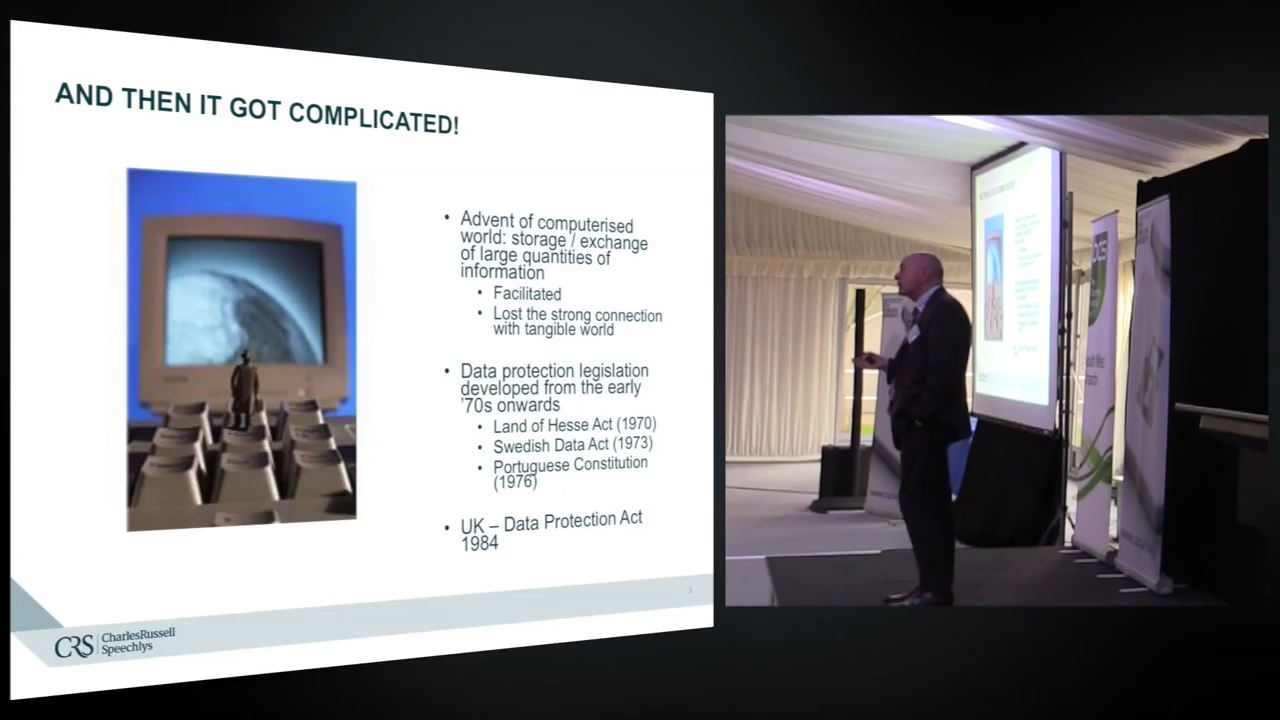 AND THEN IT GOT COMPLICATED!
• Advent of computerised
world: storage / exchange
of large quantities of
information
• Facilitated
• Lost the strong connection
with tangible world
• Data protection legislation
developed from the early
'70s onwards
• Land of Hesse Act (1970)
• Swedish Data Act (1973)
• Portuguese Constitution
(1976)
• UK – Data Protection Act
1984
3
CRS CharlesRussell
Speechlys